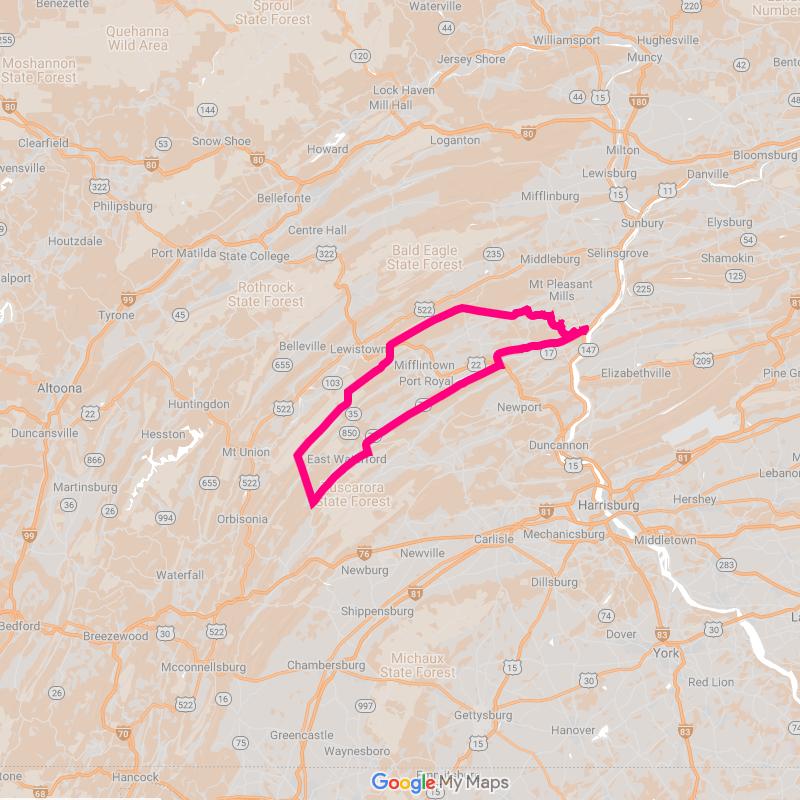 Benezette
Sproul
State Forest
Waterville
220
44
Quehanna
Wild Area
255
Williamsport
Hughesville
Muncy
Moshannon
State Forest
120
Jersey Shore
42
Lock Haven
Mill Hall
44
15
180
80
144
48
Clearfield
53
Snow Shoe
Howard
80
Loganton
Milton
Bloomsburg
80
Danville
322
Bellefonte
Lewisburg
15
11
Philipsburg
Mifflinburg
Centre Hall
Sunbury
Elysburg
Houtzdale
Port Matilda
State College
322
Bald Eagle
State Forest
235
Middleburg
Selinsgrove
54
Shamokin
125
Rothrock
State Forest
Mt Pleasant
Mills
225
99
Tyrone
45
522
81
Belleville
Lewistown
147
17
655
Mifflintown
22
209
Port Royal
103
Elizabethville
Altoona
522
Huntingdon
35
Newport
22
Duncansville
Hesston
850
Duncannon
Mt Union
866
East Waterford
15
81
655
522
Martinsburg
State Forest
Harrisburg
Hershey
36
26
Orbisonia
994
81
Carlisle
Mechanicsburg
Middletown
99
76
Newville
Waterfall
Newburg
283
Dillsburg
81
Shippensburg
74
Bedford
Breezewood
30
522
Dover
83
30
York
Mcconnellsburg
Chambersburg
Michaux
State Forest
15
30
Red Lion
26
522
16
997
Gettysburg
Hanover
83
70
75
Greencastle
Waynesboro
15
74
Hancock
68
15
Google My Maps